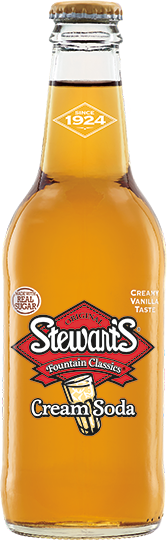 SINCE
1924
MADE WITH
REAL
SUGAR
CREAMY
VANILLA
TASTE
ORIGINAL
Stewart's
Fountain Classics
Cream Soda